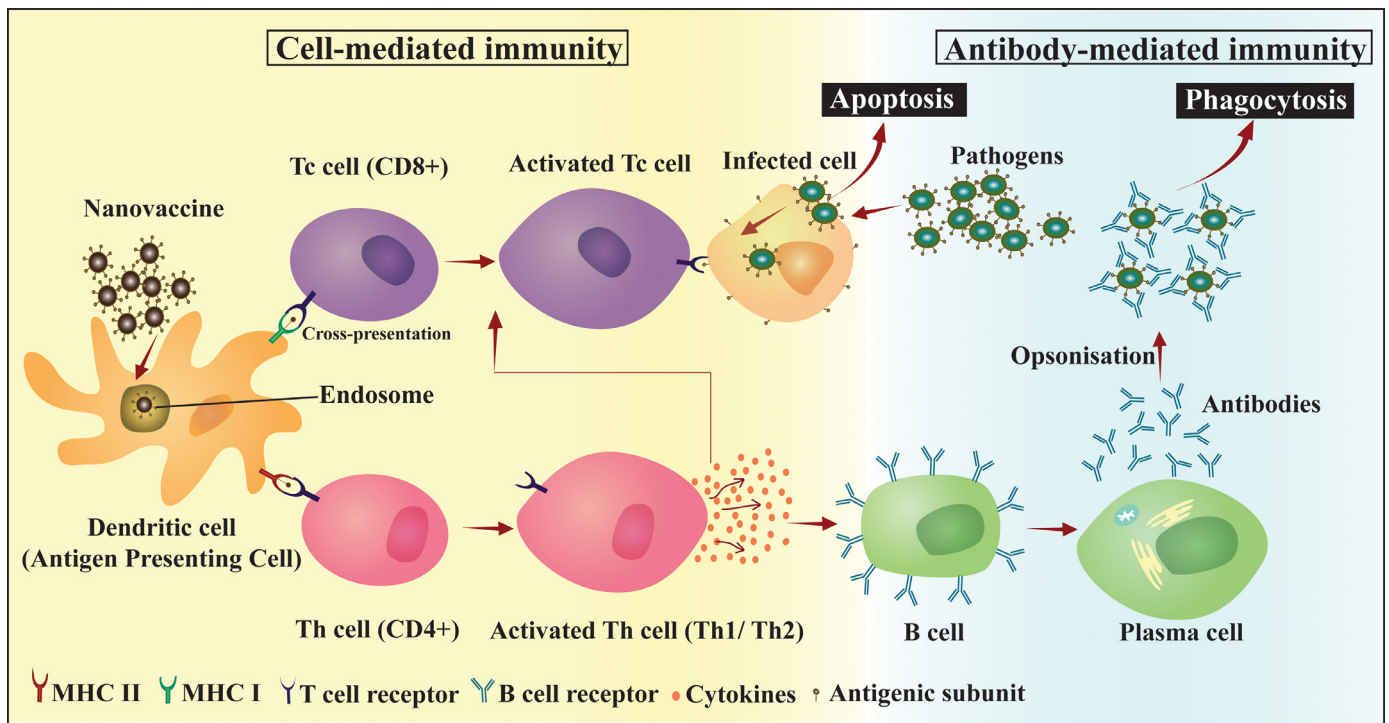 Cell-mediated immunity
Antibody-mediated immunity
Apoptosis
Phagocytosis
Tc cell (CD8+)
Activated Tc cell
Infected cell
Pathogens
Nanovaccine
Cross-presentation
Opsonisation
Endosome
Antibodies
Dendritic cell
(Antigen Presenting Cell)
Th cell (CD4+)
Activated Th cell (Th1/ Th2)
B cell
Plasma cell
MHC II
MHC I
T cell receptor
B cell receptor
Cytokines
Antigenic subunit